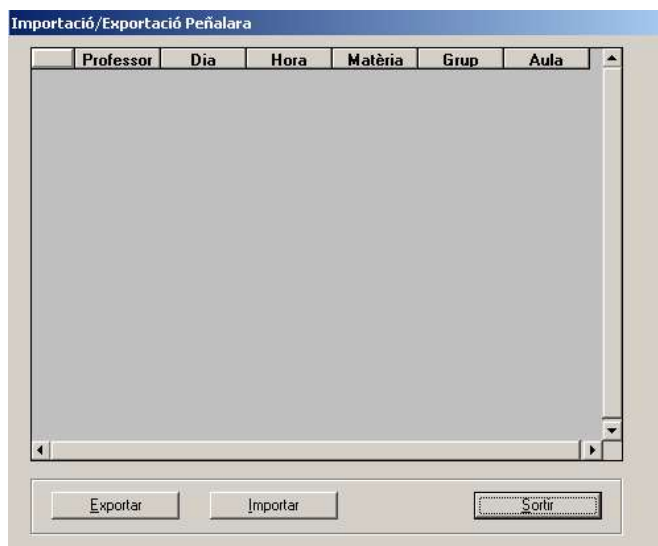 Importació/Exportació Peñalara
Professor Dia Hora Matèria Grup Aula
Exportar Importar Sortir